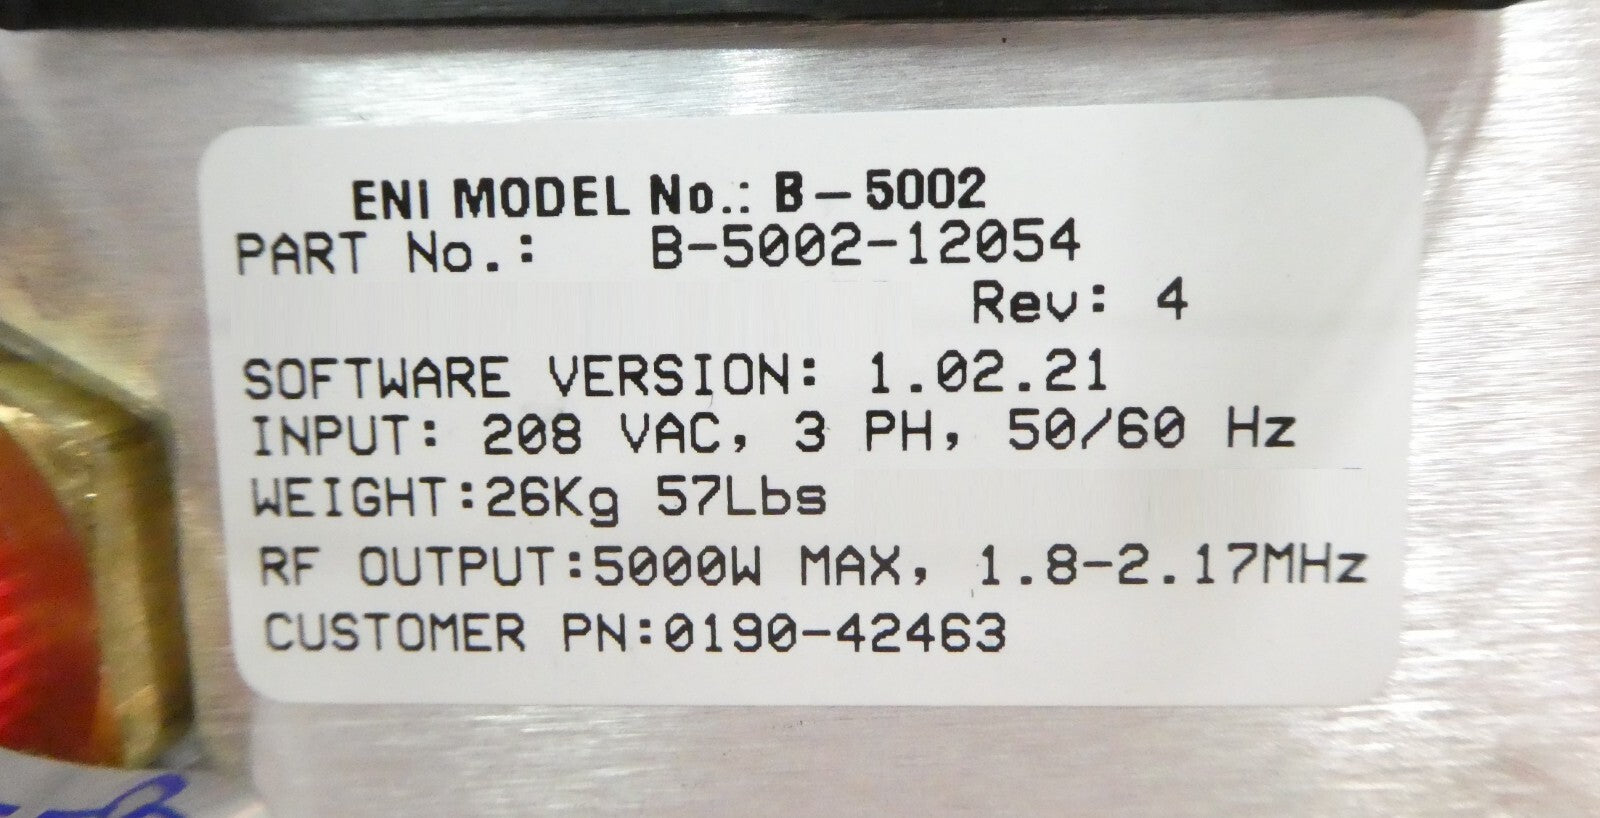 ENI MODEL No.: B-5002
PART No.: B-5002-12054
Rev: 4
SOFTWARE VERSION: 1.02.21
INPUT: 208 VAC, 3 PH, 50/60 Hz
WEIGHT:26Kg 57Lbs
RF OUTPUT:5000W MAX, 1.8-2.17MHz
CUSTOMER PN:0190-42463